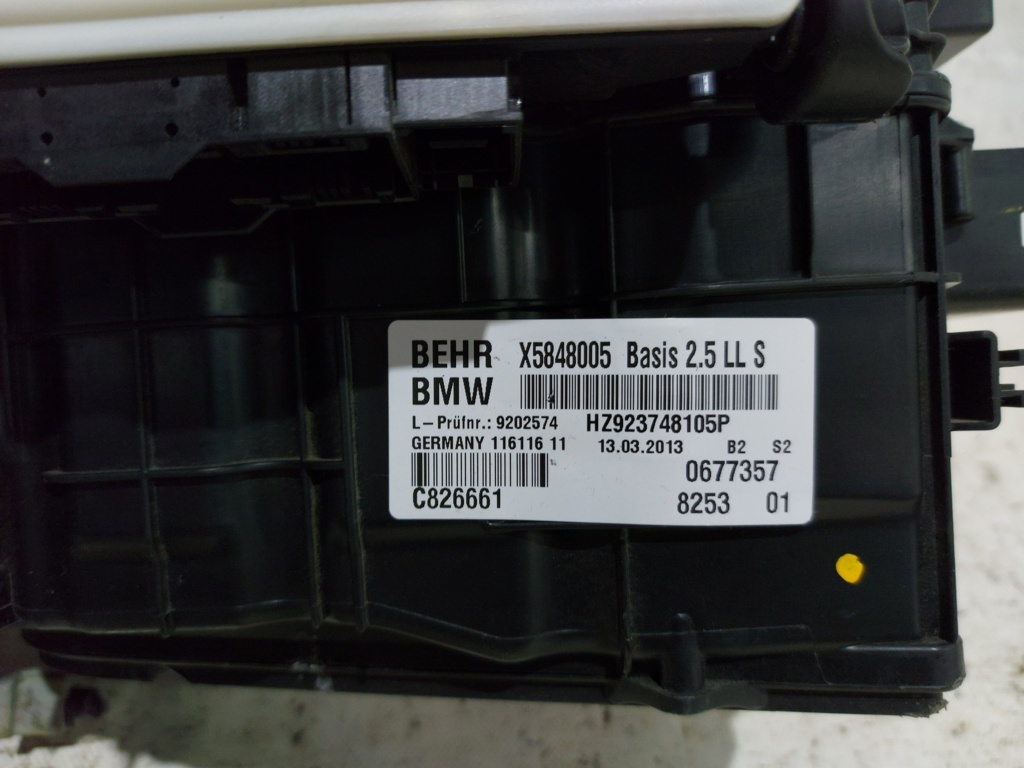 BEHR X5848005 Basis 2.5 LL S
BMW
L-Prüfnr.: 9202574 HZ923748105P
GERMANY 116116 11 13.03.2013 B2 S2
0677357
C826661 8253 01